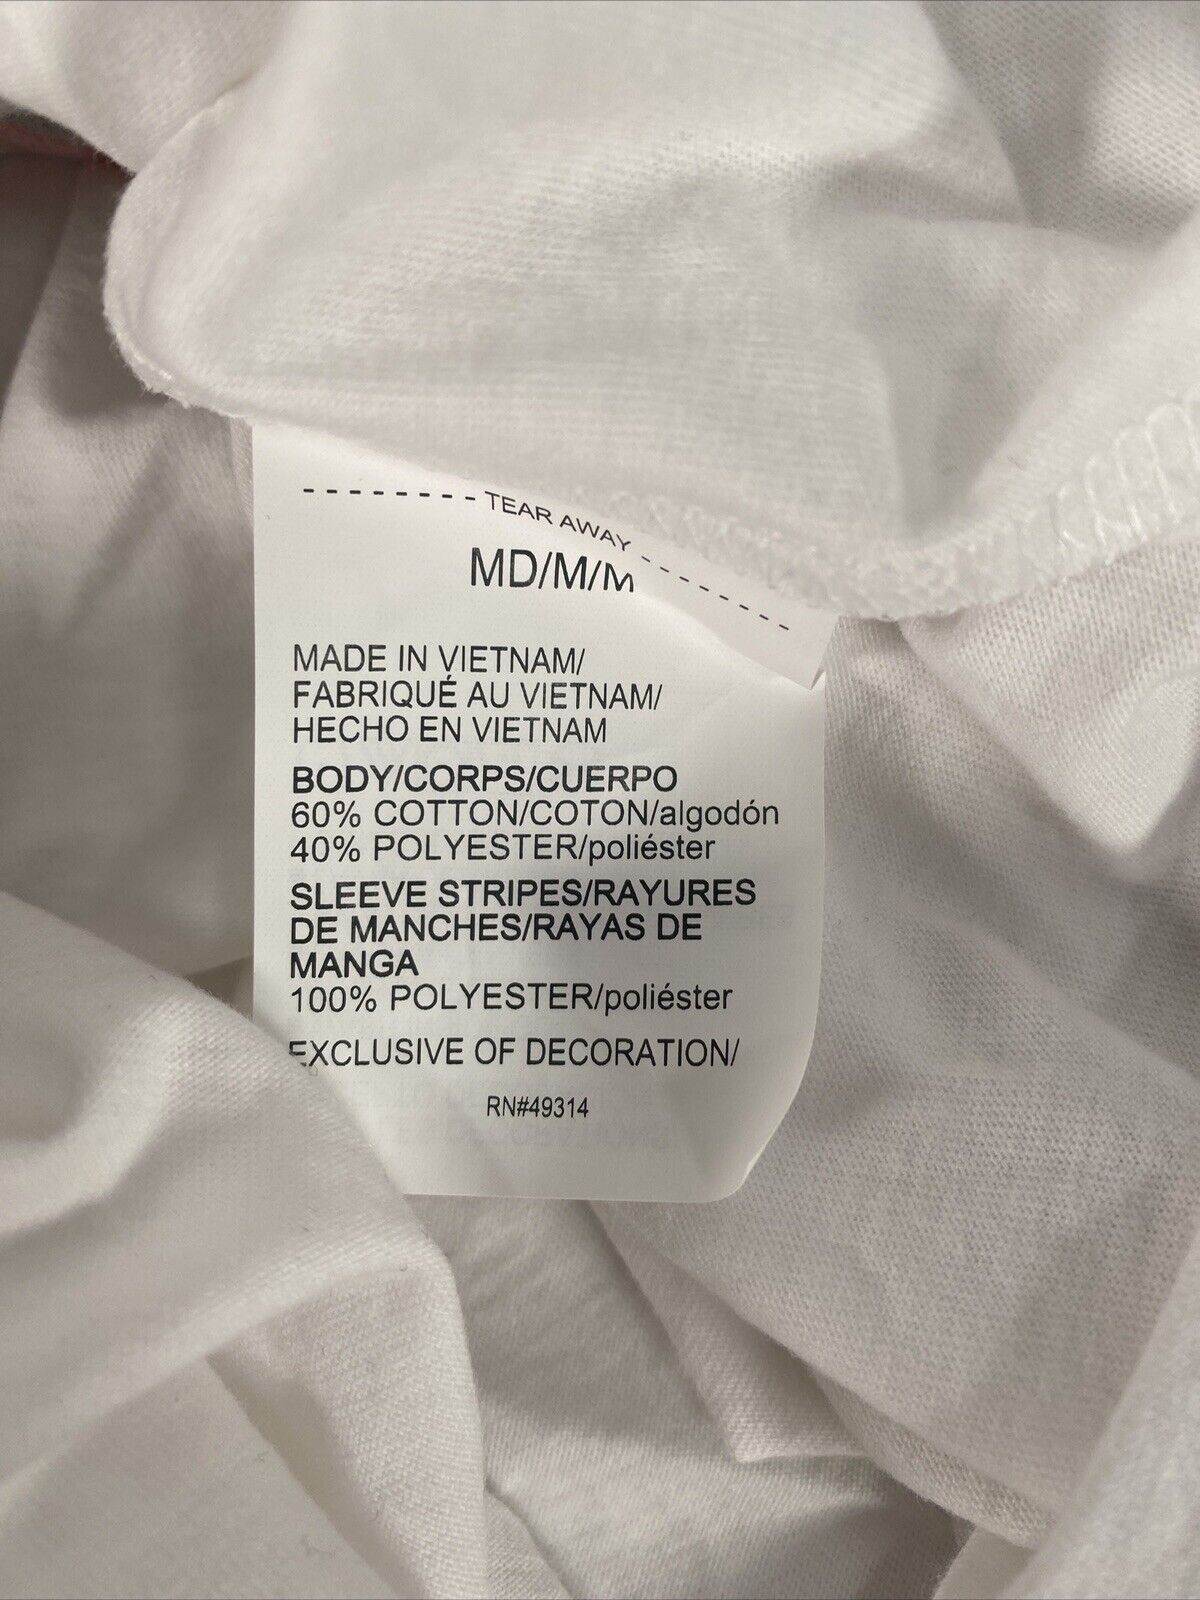 TEAR AWAY
MD/M/M
MADE IN VIETNAM/
FABRIQUÉ AU VIETNAM/
HECHO EN VIETNAM
BODY/CORPS/CUERPO
60% COTTON/COTON/algodón
40% POLYESTER/poliéster
SLEEVE STRIPES/RAYURES
DE MANCHES/RAYAS DE
MANGA
100% POLYESTER/poliéster
EXCLUSIVE OF DECORATION/
RN#49314